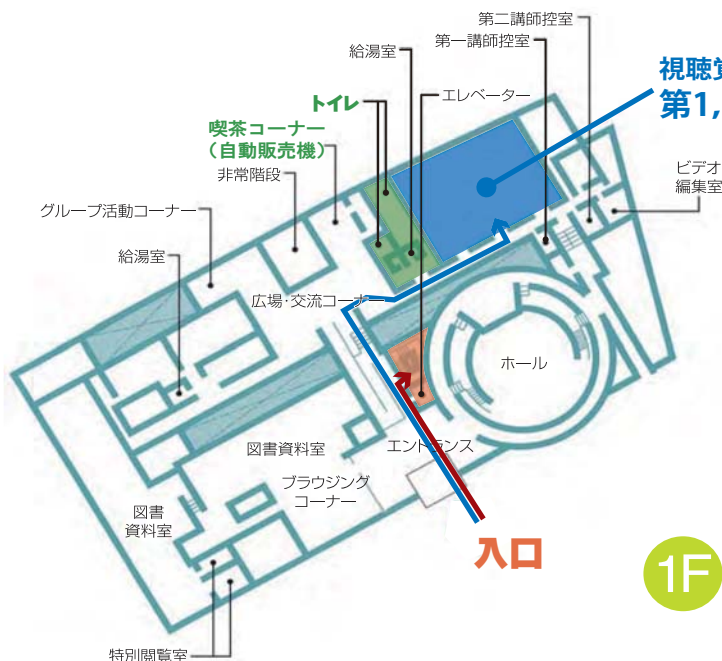 第二講師控室
第一講師控室
給湯室
視聴覚
第1,
エレベーター
トイレ
喫茶コーナー
（自動販売機）
非常階段
ビデオ
編集室
グループ活動コーナー
給湯室
広場・交流コーナー
ホール
エントランス
図書資料室
ブラウジング
コーナー
図書
資料室
入口
1F
特別閲覧室